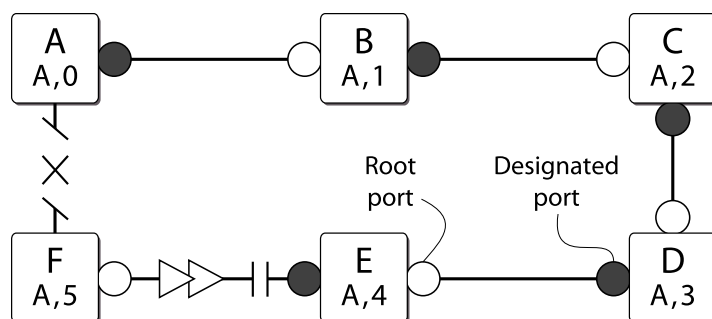 A
A,0
B
A,1
C
A,2
Root
port
Designated
port
F
A,5
E
A,4
D
A,3